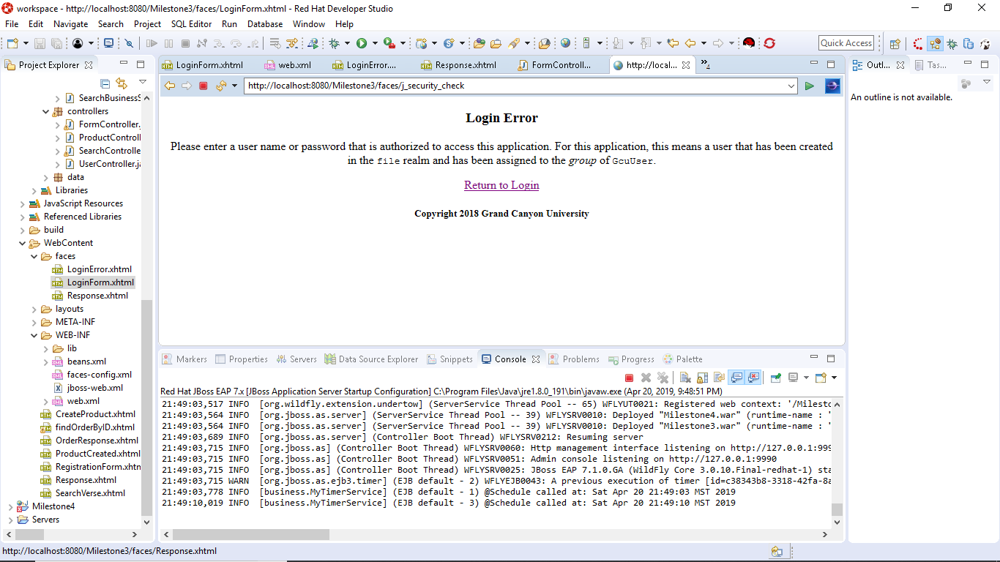 workspace - http://localhost:8080/Milestone3/faces/LoginForm.xhtml - Red Hat Developer Studio
File Edit Navigate Search Project SQL Editor Run Database Window Help
Quick Access
Project Explorer
SearchBusinessS
controllers
FormController.
ProductControll
SearchControlle
UserController.ja
data
Libraries
JavaScript Resources
Referenced Libraries
build
WebContent
faces
LoginError.xhtml
LoginForm.xhtml
Response.xhtml
layouts
META-INF
WEB-INF
lib
beans.xml
faces-config.xml
jboss-web.xml
web.xml
CreateProduct.xhtml
findOrderByID.xhtml
OrderResponse.xhtml
ProductCreated.xhtml
RegistrationForm.xhtm
Response.xhtml
SearchVerse.xhtml
Milestone4
Servers
LoginForm.xhtml web.xml LoginError.... Response.xhtml FormControll... http://local... »4
http://localhost:8080/Milestone3/faces/j_security_check
Login Error
Please enter a user name or password that is authorized to access this application. For this application, this means a user that has been created
in the file realm and has been assigned to the group of GcuUser.
Return to Login
Copyright 2018 Grand Canyon University
Outl... Tas...
An outline is not available.
Markers Properties Servers Data Source Explorer Snippets Console Problems Progress Palette
Red Hat JBoss EAP 7.x [JBoss Application Server Startup Configuration] C:\Program Files\Java\jre1.8.0_191\bin\javaw.exe (Apr 20, 2019, 9:48:51 PM)
21:49:03,517 INFO [org.wildfly.extension.undertow] (ServerService Thread Pool -- 65) WFLYUT0021: Registered web context: '/Milesto
21:49:03,564 INFO [org.jboss.as.server] (ServerService Thread Pool -- 39) WFLYSRV0010: Deployed "Milestone4.war" (runtime-name : "
21:49:03,564 INFO [org.jboss.as.server] (ServerService Thread Pool -- 39) WFLYSRV0010: Deployed "Milestone3.war" (runtime-name : "
21:49:03,689 INFO [org.jboss.as.server] (Controller Boot Thread) WFLYSRV0212: Resuming server
21:49:03,715 INFO [org.jboss.as] (Controller Boot Thread) WFLYSRV0060: Http management interface listening on http://127.0.0.1:999
21:49:03,715 INFO [org.jboss.as] (Controller Boot Thread) WFLYSRV0051: Admin console listening on http://127.0.0.1:9990
21:49:03,715 INFO [org.jboss.as] (Controller Boot Thread) WFLYSRV0025: JBoss EAP 7.1.0.GA (WildFly Core 3.0.10.Final-redhat-1) sta
21:49:03,715 WARN [org.jboss.as.ejb3.timer] (EJB default - 2) WFLYEJB0043: A previous execution of timer [id=c38343b8-3318-42fa-8a
21:49:03,778 INFO [business.MyTimerService] (EJB default - 1) @Schedule called at: Sat Apr 20 21:49:03 MST 2019
21:49:10,019 INFO [business.MyTimerService] (EJB default - 3) @Schedule called at: Sat Apr 20 21:49:10 MST 2019
http://localhost:8080/Milestone3/faces/Response.xhtml